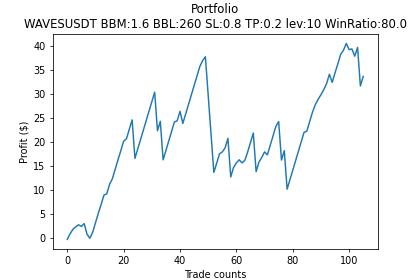 Portfolio
WAVESUSDT BBM:1.6 BBL:260 SL:0.8 TP:0.2 lev:10 WinRatio:80.0
40
35
30
25
20
15
10
5
0
Profit ($)
0 20 40 60 80 100
Trade counts